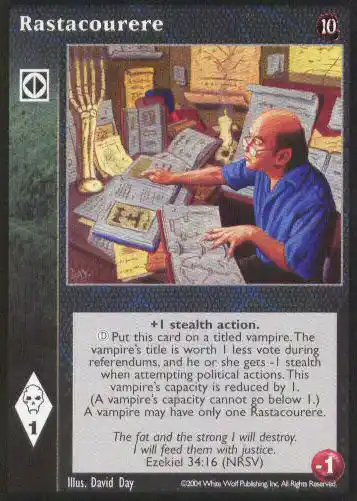 Rastacourere
10
+1 stealth action.
Ⓓ Put this card on a titled vampire. The
vampire's title is worth 1 less vote during
referendums, and he or she gets -1 stealth
when attempting political actions. This
vampire's capacity is reduced by 1.
(A vampire's capacity cannot go below 1.)
A vampire may have only one Rastacourere.
The fat and the strong I will destroy.
I will feed them with justice.
Ezekiel 34:16 (NRSV)
1
-1
Illus. David Day
©2004 White Wolf Publishing, Inc. All Rights Reserved.
DAY